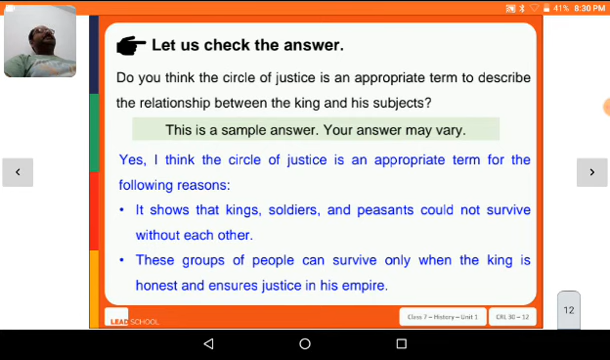 41% 8:30 PM
Let us check the answer.
Do you think the circle of justice is an appropriate term to describe
the relationship between the king and his subjects?
This is a sample answer. Your answer may vary.
Yes, I think the circle of justice is an appropriate term for the
following reasons:
• It shows that kings, soldiers, and peasants could not survive
without each other.
• These groups of people can survive only when the king is
honest and ensures justice in his empire.
12
LEAD SCHOOL
Class 7 – History – Unit 1
CRL 30 – 12